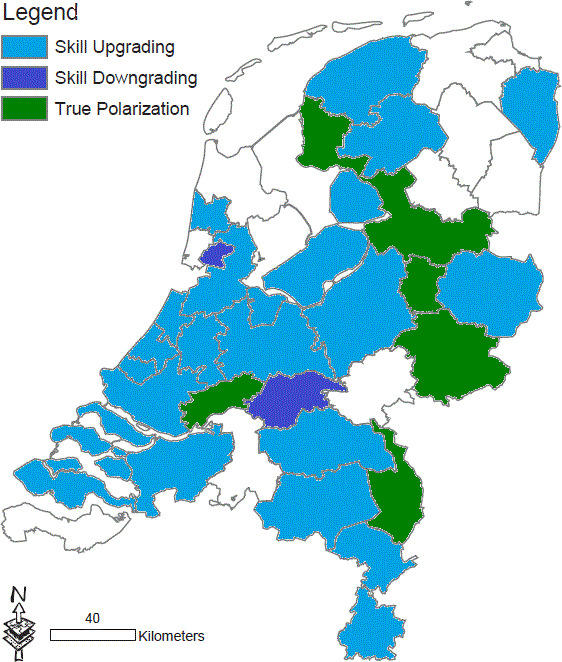 Legend
Skill Upgrading
Skill Downgrading
True Polarization
N
40
Kilometers